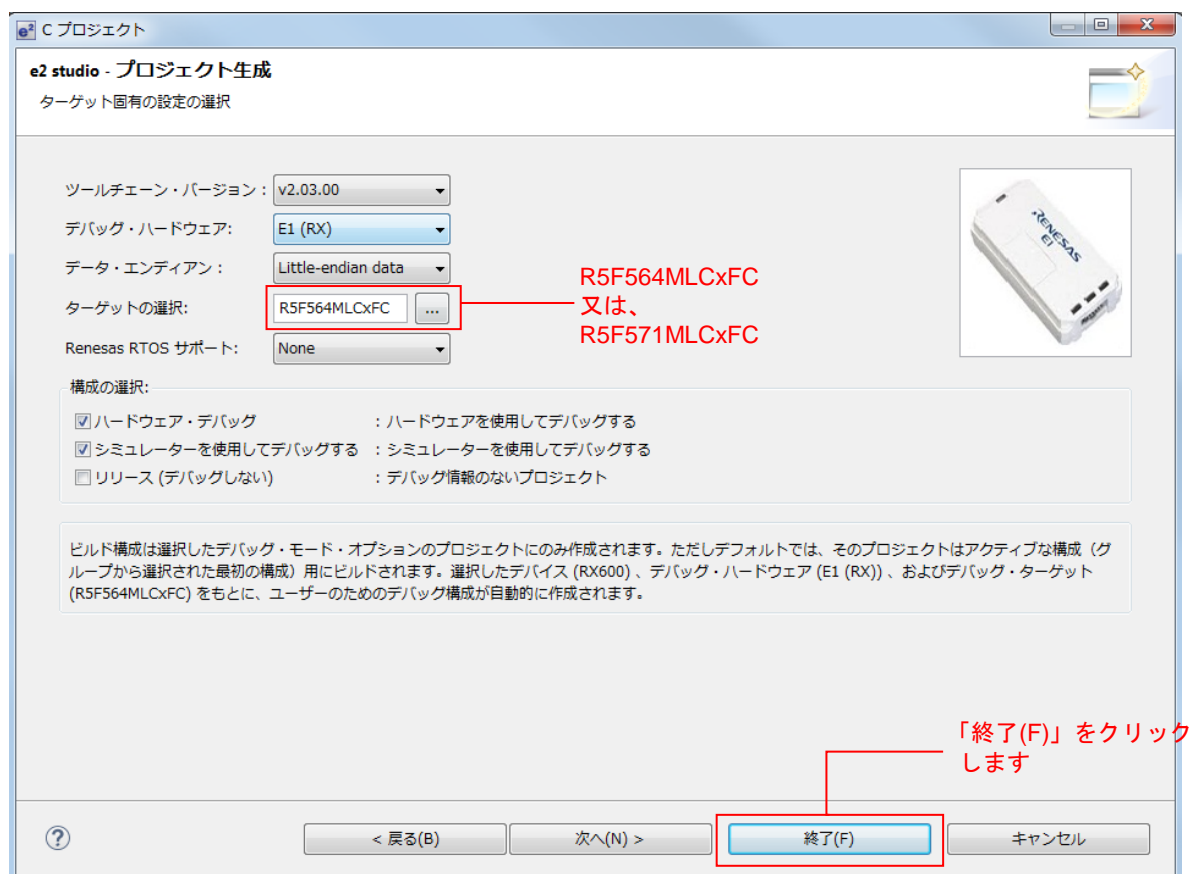 C プロジェクト
e2 studio - プロジェクト生成
ターゲット固有の設定の選択
ツールチェーン・バージョン : v2.03.00
デバッグ・ハードウェア: E1 (RX)
データ・エンディアン : Little-endian data
ターゲットの選択: R5F564MLCxFC ...
Renesas RTOS サポート: None
R5F564MLCxFC
又は、
R5F571MLCxFC
RENESAS
E1
構成の選択:
ハードウェア・デバッグ : ハードウェアを使用してデバッグする
シミュレーターを使用してデバッグする : シミュレーターを使用してデバッグする
リリース (デバッグしない) : デバッグ情報のないプロジェクト
ビルド構成は選択したデバッグ・モード・オプションのプロジェクトにのみ作成されます。ただしデフォルトでは、そのプロジェクトはアクティブな構成（グ
ループから選択された最初の構成）用にビルドされます。選択したデバイス (RX600) 、デバッグ・ハードウェア (E1 (RX)) 、およびデバッグ・ターゲット
(R5F564MLCxFC) をもとに、ユーザーのためのデバッグ構成が自動的に作成されます。
「終了(F)」をクリック
します
? < 戻る(B) 次へ(N) > 終了(F) キャンセル